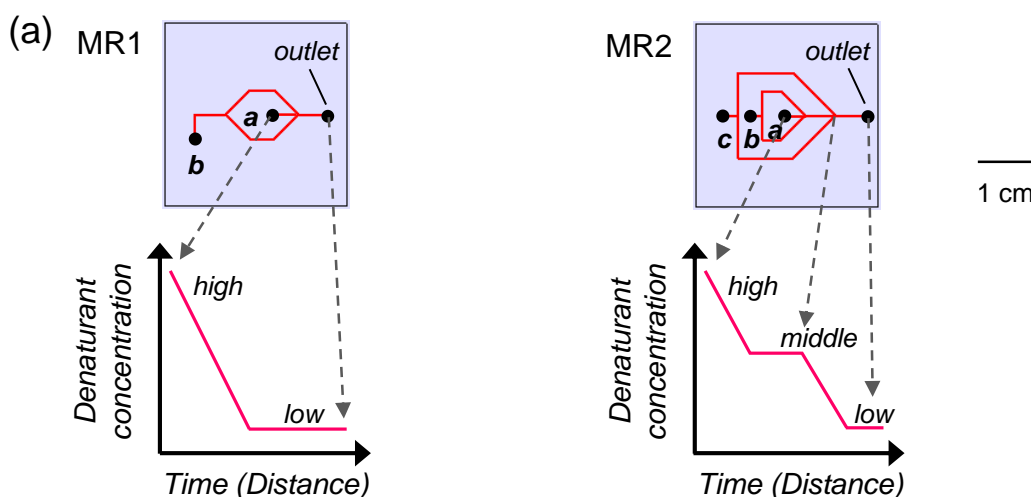 (a)
MR1
outlet
a
b
Denaturant
concentration
high
low
Time (Distance)
MR2
outlet
c
b
a
Denaturant
concentration
high
middle
low
Time (Distance)
1 cm